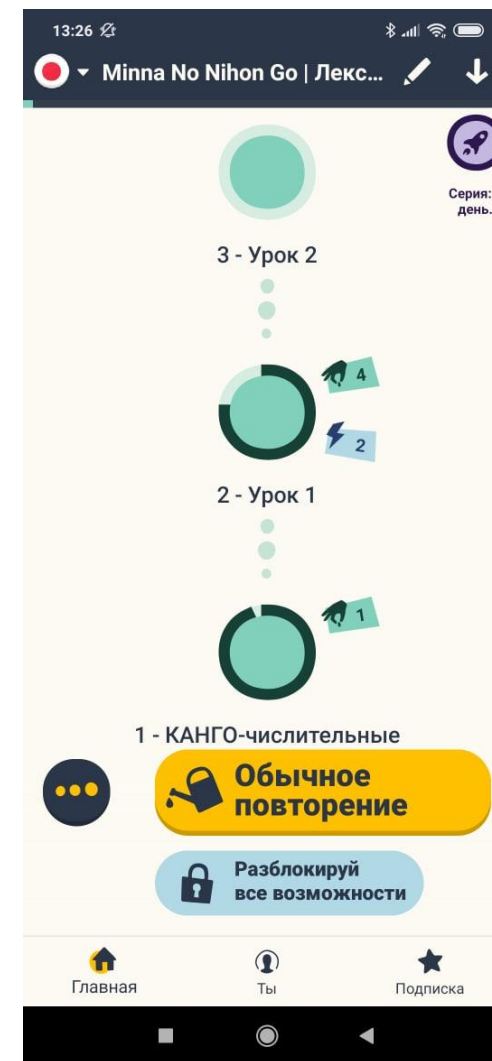 13:26
Minna No Nihon Go | Лекс...
Серия:
день.
3 - Урок 2
4
2
2 - Урок 1
1
1 - КАНГО-числительные
Обычное
повторение
Разблокируй
все возможности
Главная
Ты
Подписка